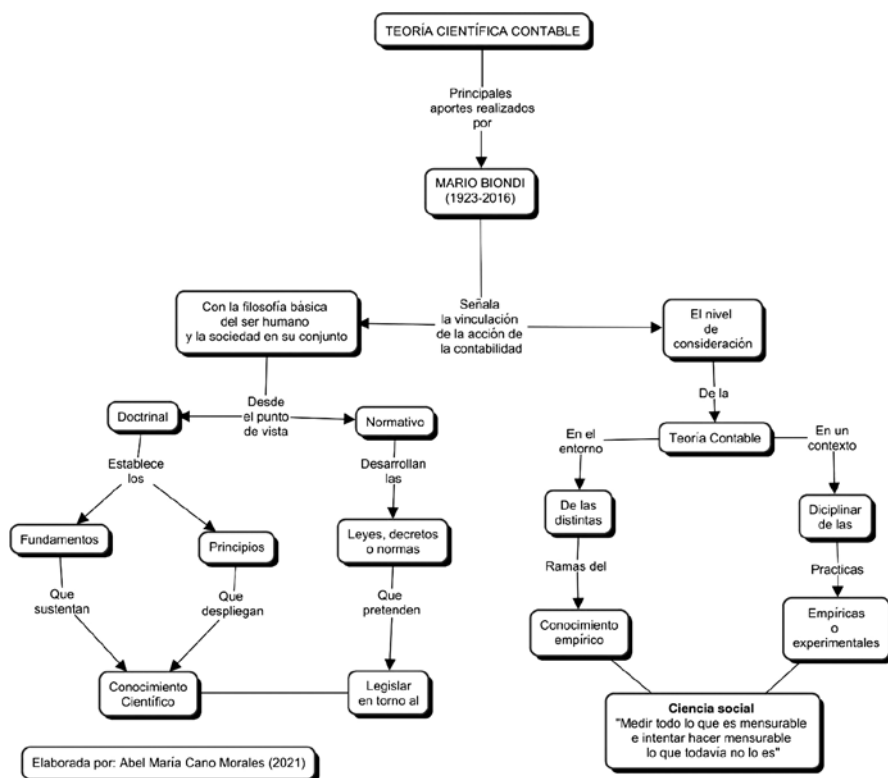 TEORÍA CIENTÍFICA CONTABLE
Principales
aportes realizados
por
MARIO BIONDI
(1923-2016)
Señala
la vinculación
de la acción de
la contabilidad
Con la filosofía básica
del ser humano
y la sociedad en su conjunto
El nivel
de
consideración
Desde
el punto
de vista
Doctrinal
Normativo
De la
Teoría Contable
En el
entorno
En un
contexto
Establece
los
Desarrollan
las
De las
distintas
Diciplinar
de las
Fundamentos
Principios
Leyes, decretos
o normas
Ramas del
Practicas
Que
sustentan
Que
despliegan
Que
pretenden
Conocimiento
empírico
Empíricas
o
experimentales
Conocimiento
Científico
Legislar
en torno al
Ciencia social
"Medir todo lo que es mensurable
e intentar hacer mensurable
lo que todavia no lo es"
Elaborada por: Abel María Cano Morales (2021)